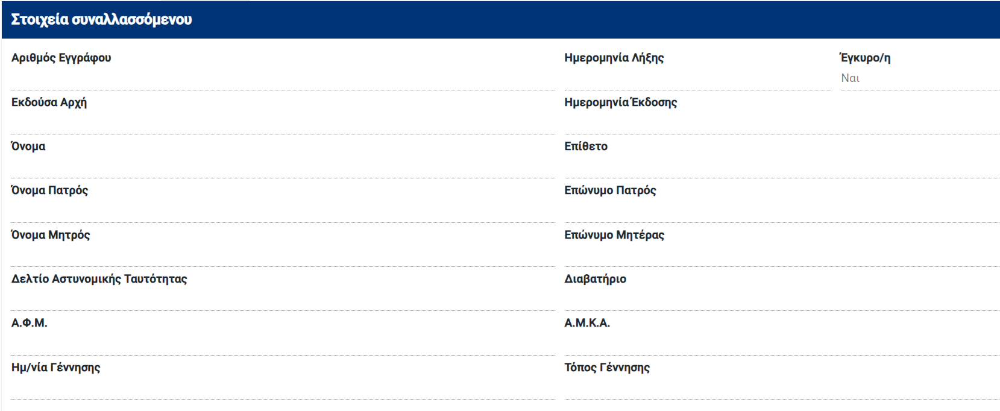 Στοιχεία συναλλασσόμενου
Αριθμός Εγγράφου
Ημερομηνία Λήξης
Έγκυρο/η
Ναι
Εκδούσα Αρχή
Ημερομηνία Έκδοσης
Όνομα
Επίθετο
Όνομα Πατρός
Επώνυμο Πατρός
Όνομα Μητρός
Επώνυμο Μητέρας
Δελτίο Αστυνομικής Ταυτότητας
Διαβατήριο
Α.Φ.Μ.
Α.Μ.Κ.Α.
Ημ/νία Γέννησης
Τόπος Γέννησης